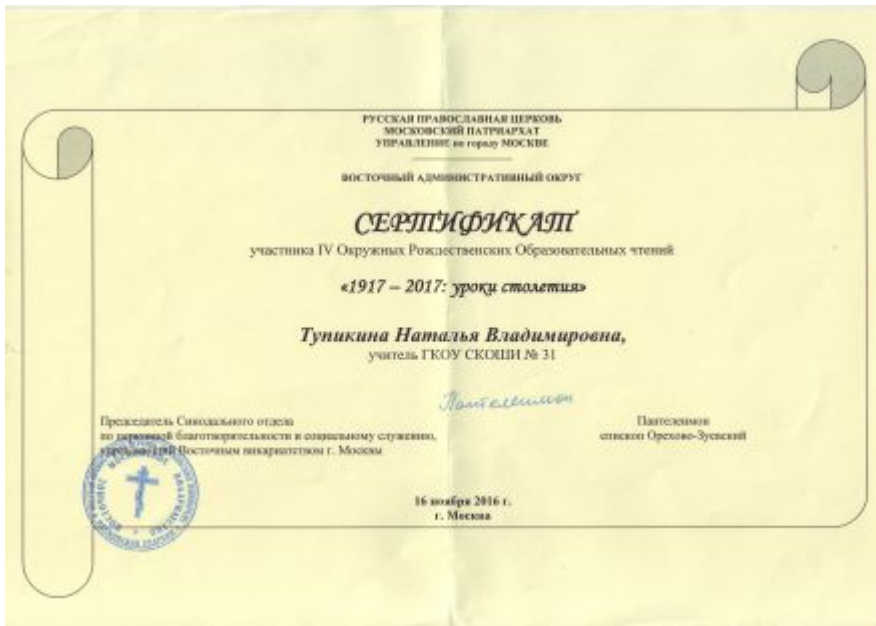 РУССКАЯ ПРАВОСЛАВНАЯ ЦЕРКОВЬ
МОСКОВСКИЙ ПАТРИАРХАТ
УПРАВЛЕНИЕ по городу МОСКВЕ
ВОСТОЧНЫЙ АДМИНИСТРАТИВНЫЙ ОКРУГ
СЕРТИФИКАТ
участника IV Окружных Рождественских Образовательных чтений
«1917 – 2017: уроки столетия»
Тупикина Наталья Владимировна,
учитель ГКОУ СКОШИ № 31
Пантелеимон
Председатель Синодального отдела
по церковной благотворительности и социальному служению,
управляющий Восточным викариатством г. Москвы
Пантелеимон
епископ Орехово-Зуевский
16 ноября 2016 г.
г. Москва